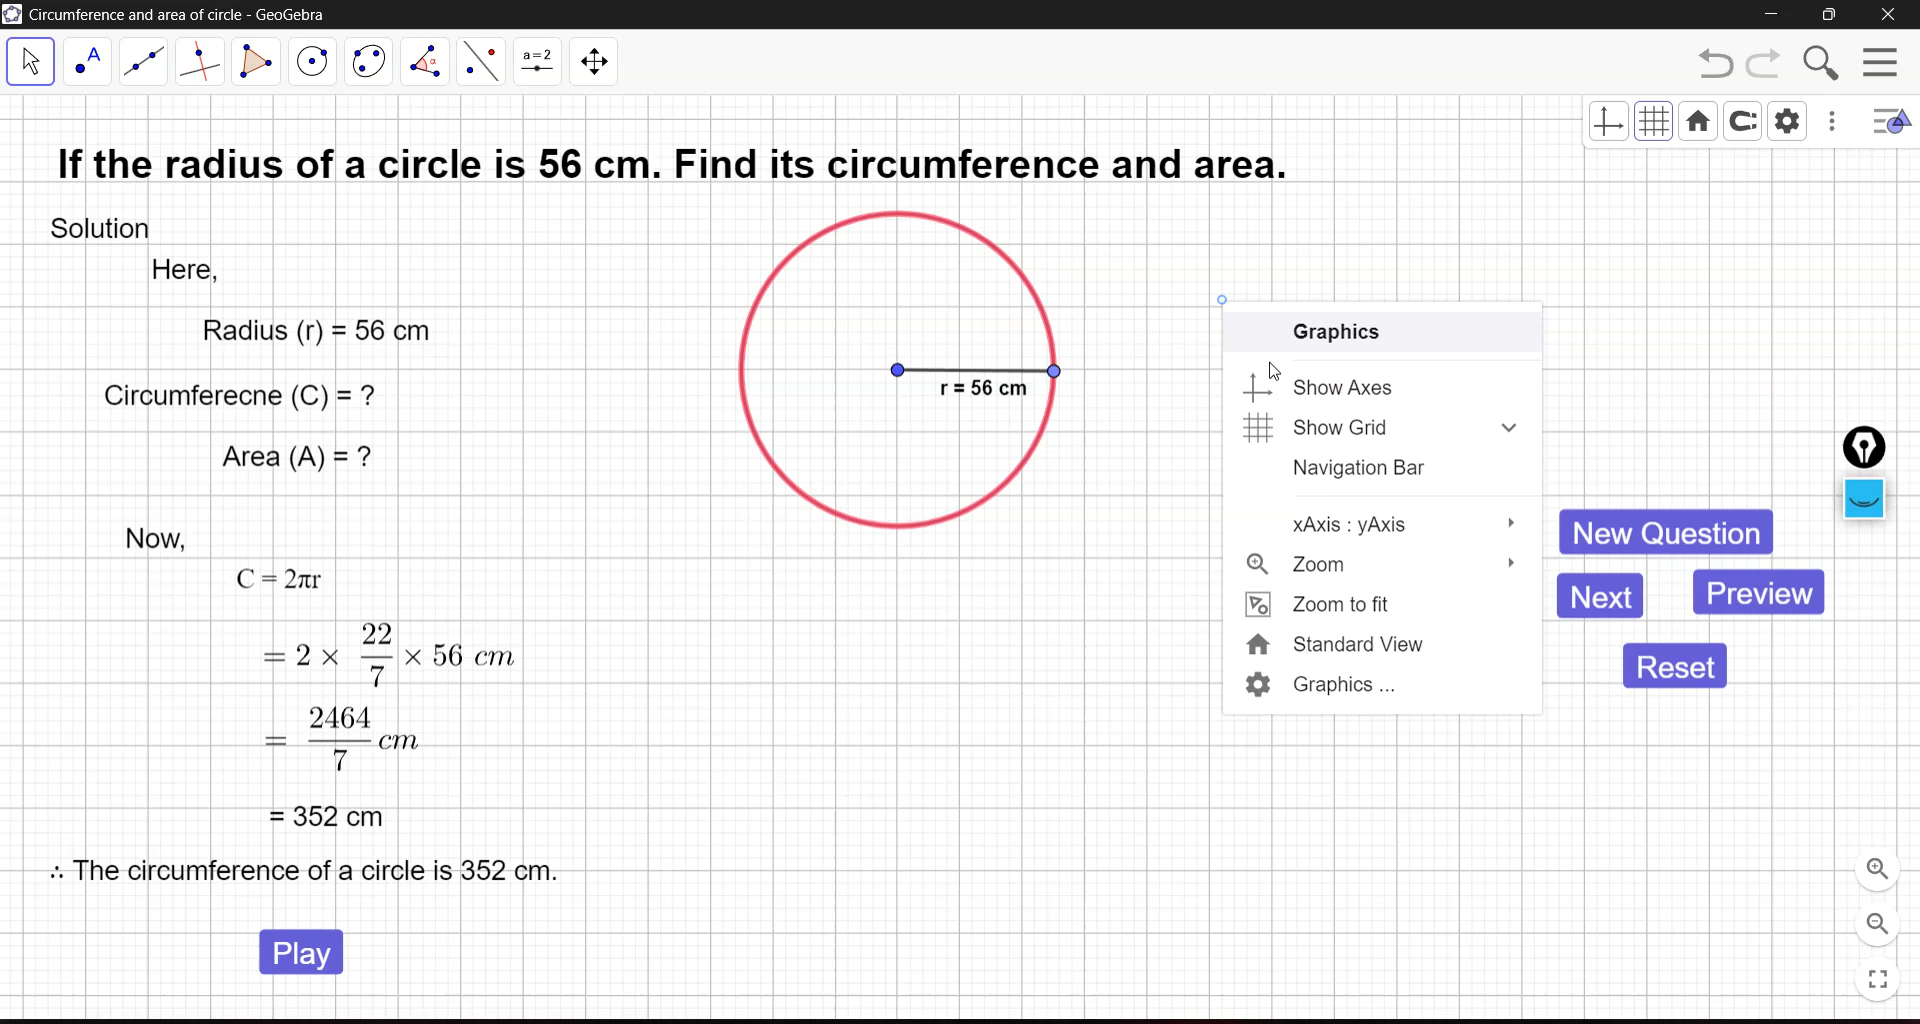 Circumference and area of circle - GeoGebra
A
α
a=2
If the radius of a circle is 56 cm. Find its circumference and area.
Solution
Here,
Radius (r) = 56 cm
Circumferecne (C) = ?
Area (A) = ?
Now,
C = 2πr
= 2 × 22/7 × 56 cm
= 2464/7 cm
= 352 cm
∴ The circumference of a circle is 352 cm.
Play
r = 56 cm
Graphics
Show Axes
Show Grid
Navigation Bar
xAxis : yAxis
Zoom
Zoom to fit
Standard View
Graphics ...
New Question
Next
Preview
Reset